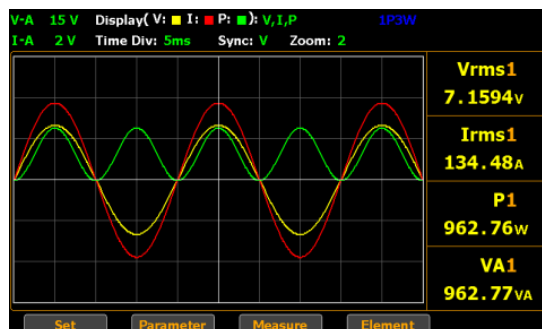 V-A 15 V Display( V: I: P: ): V,I,P 1P3W
I-A 2 V Time Div: 5ms Sync: V Zoom: 2
Vrms1
7.1594V
Irms1
134.48A
P1
962.76W
VA1
962.77VA
Set Parameter Measure Element